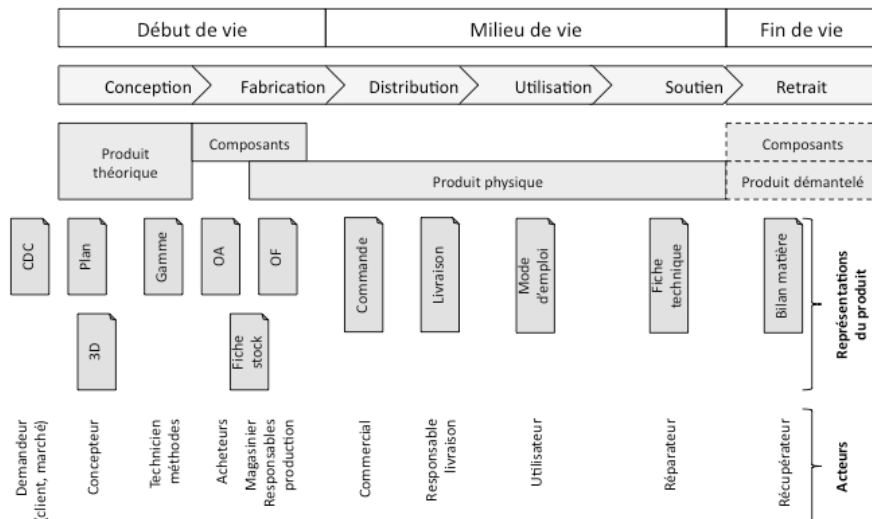 Début de vie
Milieu de vie
Fin de vie
Conception
Fabrication
Distribution
Utilisation
Soutien
Retrait
Produit
théorique
Composants
Produit physique
Composants
Produit démantelé
CDC
Plan
Gamme
OA
OF
Commande
Livraison
Mode
d'emploi
Fiche
technique
Bilan matière
3D
Fiche
stock
Représentations
du produit
Demandeur
(client, marché)
Concepteur
Technicien
méthodes
Acheteurs
Magasinier
Responsables
production
Commercial
Responsable
livraison
Utilisateur
Réparateur
Récupérateur
Acteurs